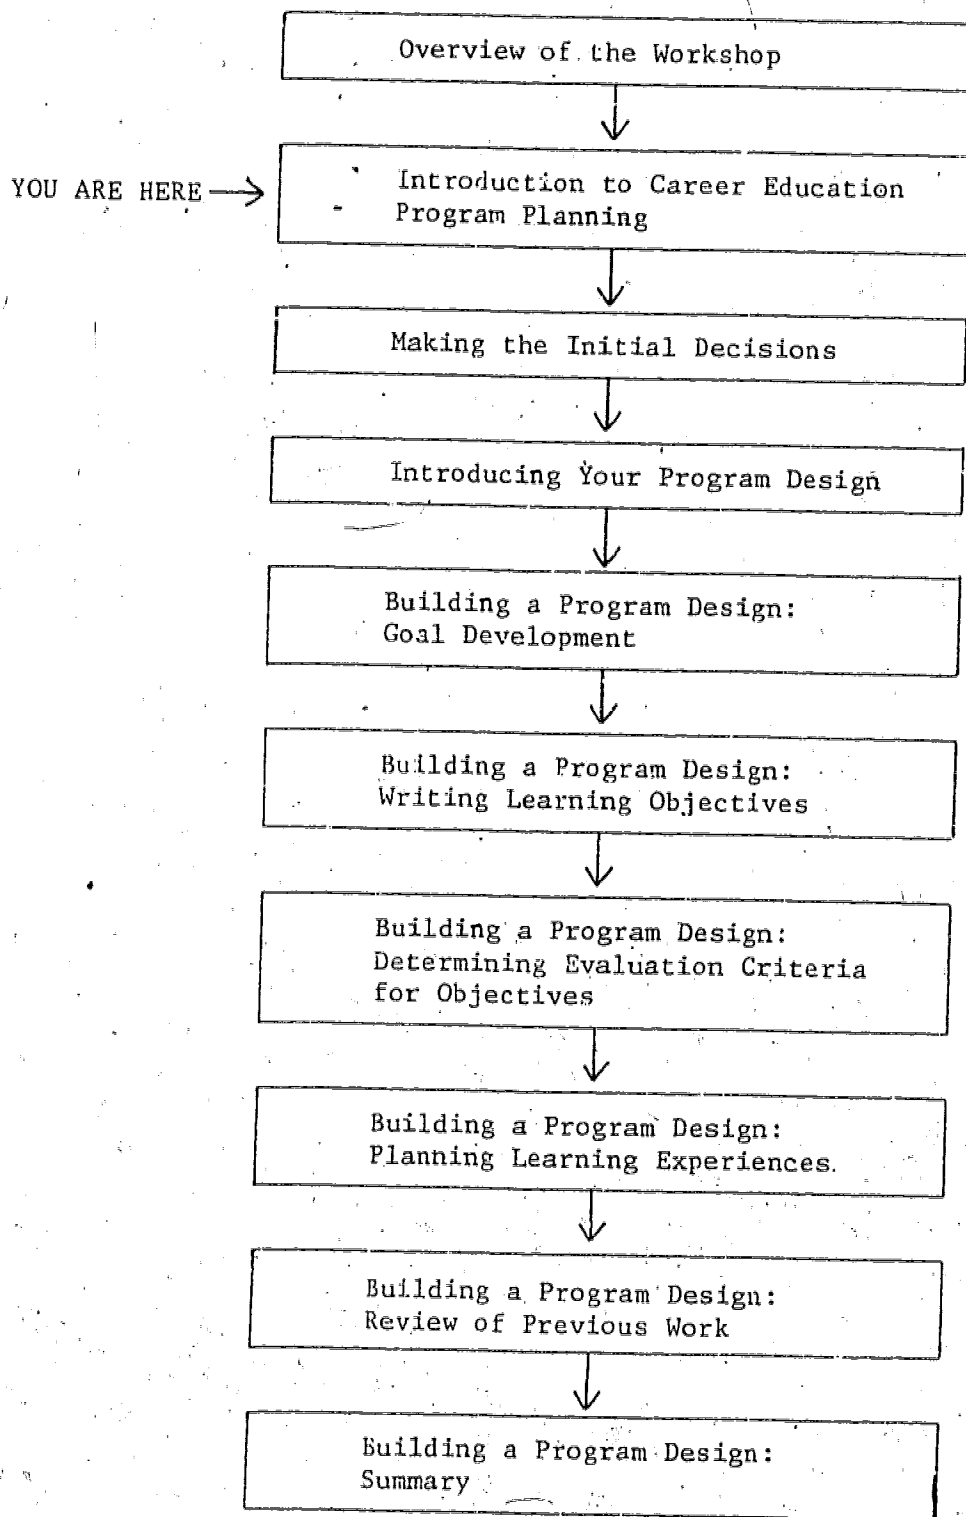 Overview of the Workshop
YOU ARE HERE
Introduction to Career Education
Program Planning
Making the Initial Decisions
Introducing Your Program Design
Building a Program Design:
Goal Development
Building a Program Design:
Writing Learning Objectives
Building a Program Design:
Determining Evaluation Criteria
for Objectives
Building a Program Design:
Planning Learning Experiences.
Building a Program Design:
Review of Previous Work
Building a Program Design:
Summary